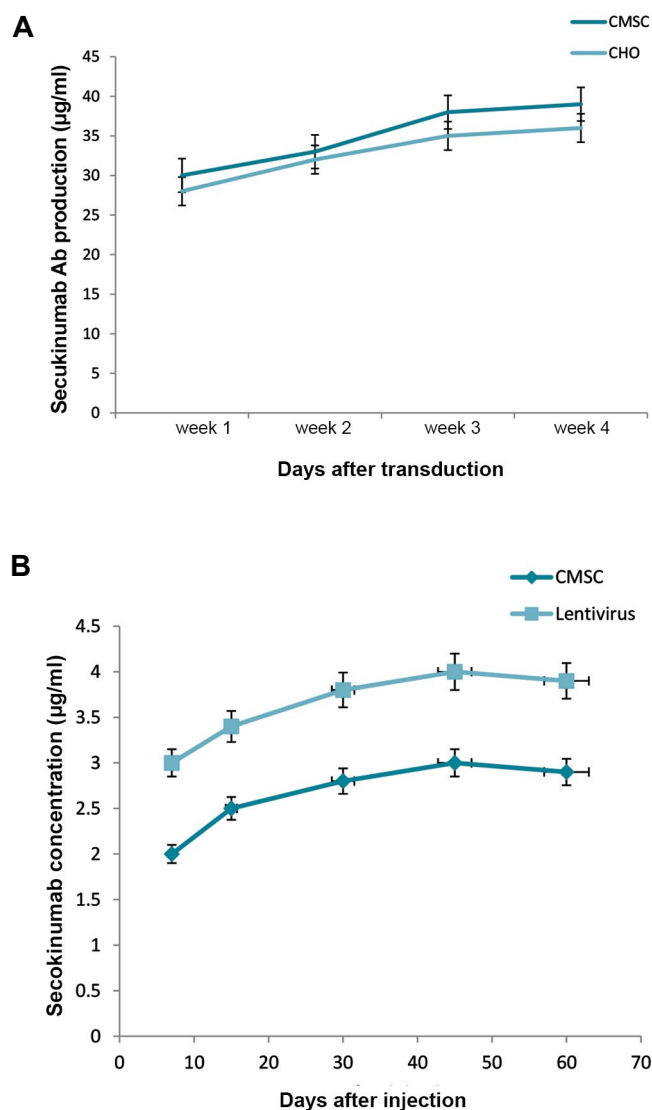 A
CMSC
CHO
Secukinumab Ab production (µg/ml)
45
40
35
30
25
20
15
10
5
0
week 1 week 2 week 3 week 4
Days after transduction
B
CMSC
Lentivirus
Secokinumab concentration (µg/ml)
4.5
4
3.5
3
2.5
2
1.5
1
0.5
0
0 10 20 30 40 50 60 70
Days after injection